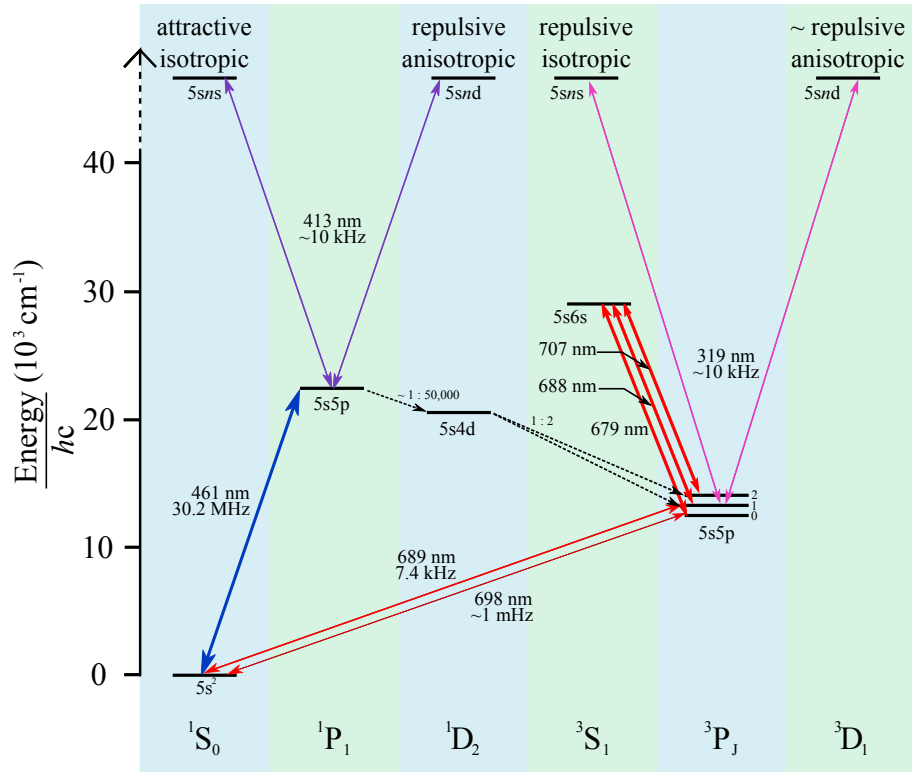 attractive
isotropic
repulsive
anisotropic
repulsive
isotropic
~ repulsive
anisotropic
5sns
5snd
5sns
5snd
Energy (10³ cm⁻¹)
hc
40
30
20
10
0
413 nm
~10 kHz
5s6s
707 nm
688 nm
679 nm
319 nm
~10 kHz
5s5p
~ 1 : 50,000
5s4d
1 : 2
461 nm
30.2 MHz
2
1
0
5s5p
689 nm
7.4 kHz
698 nm
~1 mHz
5s²
¹S₀
¹P₁
¹D₂
³S₁
³P_J
³D₁